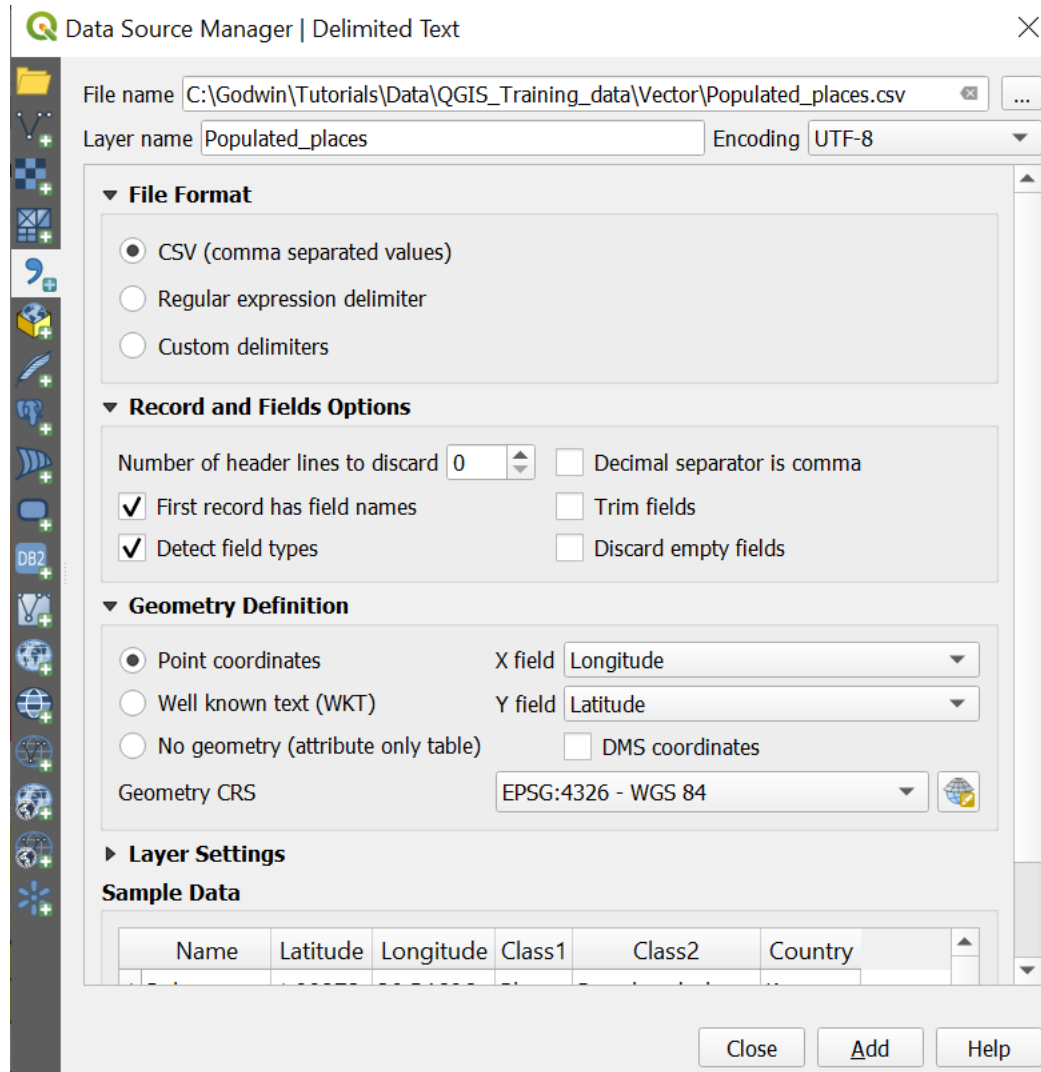 Data Source Manager | Delimited Text
File name C:\Godwin\Tutorials\Data\QGIS_Training_data\Vector\Populated_places.csv ...
Layer name Populated_places Encoding UTF-8
File Format
CSV (comma separated values)
Regular expression delimiter
Custom delimiters
Record and Fields Options
Number of header lines to discard 0 Decimal separator is comma
First record has field names Trim fields
Detect field types Discard empty fields
Geometry Definition
Point coordinates X field Longitude
Well known text (WKT) Y field Latitude
No geometry (attribute only table) DMS coordinates
Geometry CRS EPSG:4326 - WGS 84
Layer Settings
Sample Data
Name Latitude Longitude Class1 Class2 Country
Close Add Help
DB2